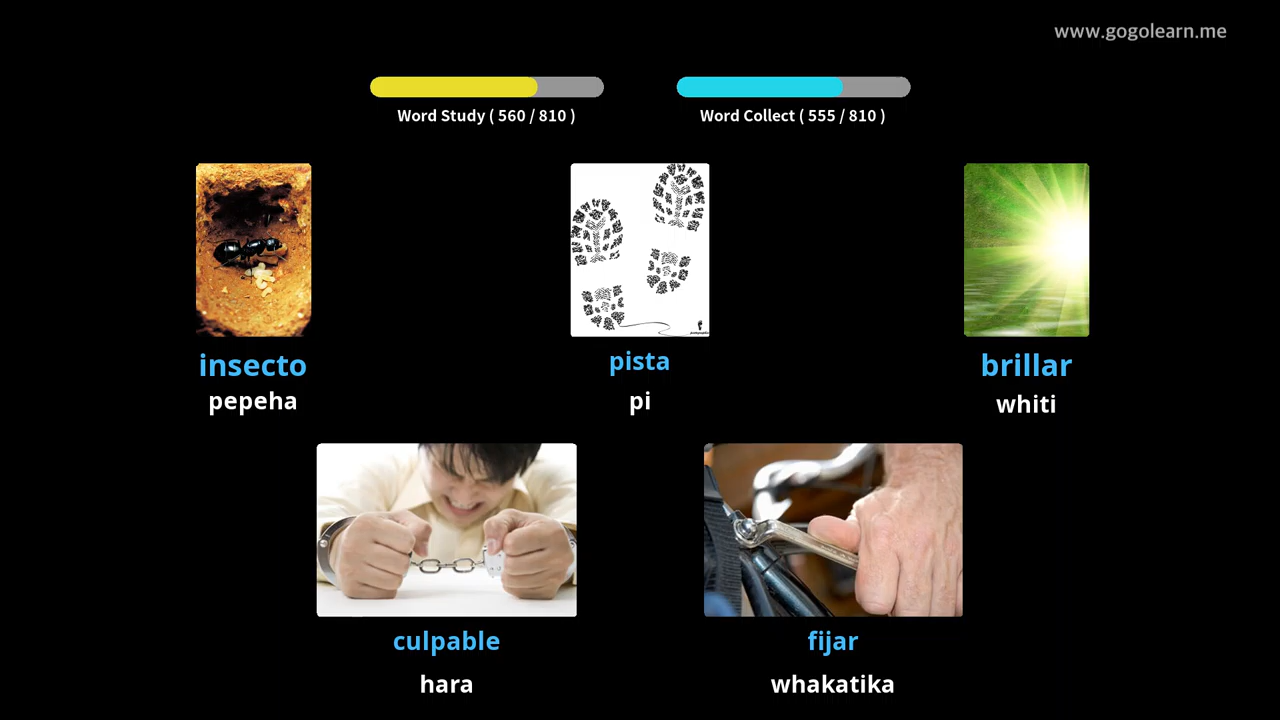 www.gogolearn.me
Word Study ( 560 / 810 )
Word Collect ( 555 / 810 )
insecto
pepeha
pista
pi
brillar
whiti
culpable
hara
fijar
whakatika